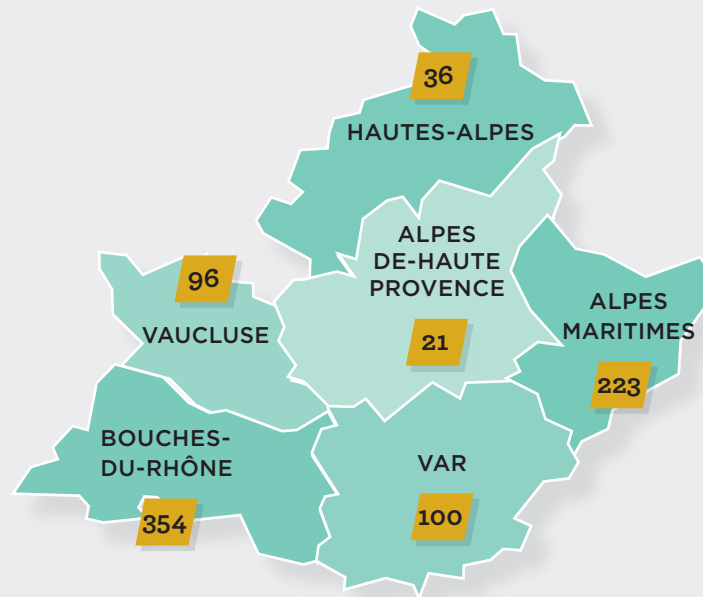 36
HAUTES-ALPES
ALPES
DE-HAUTE
PROVENCE
21
96
VAUCLUSE
ALPES
MARITIMES
223
BOUCHES-
DU-RHÔNE
354
VAR
100